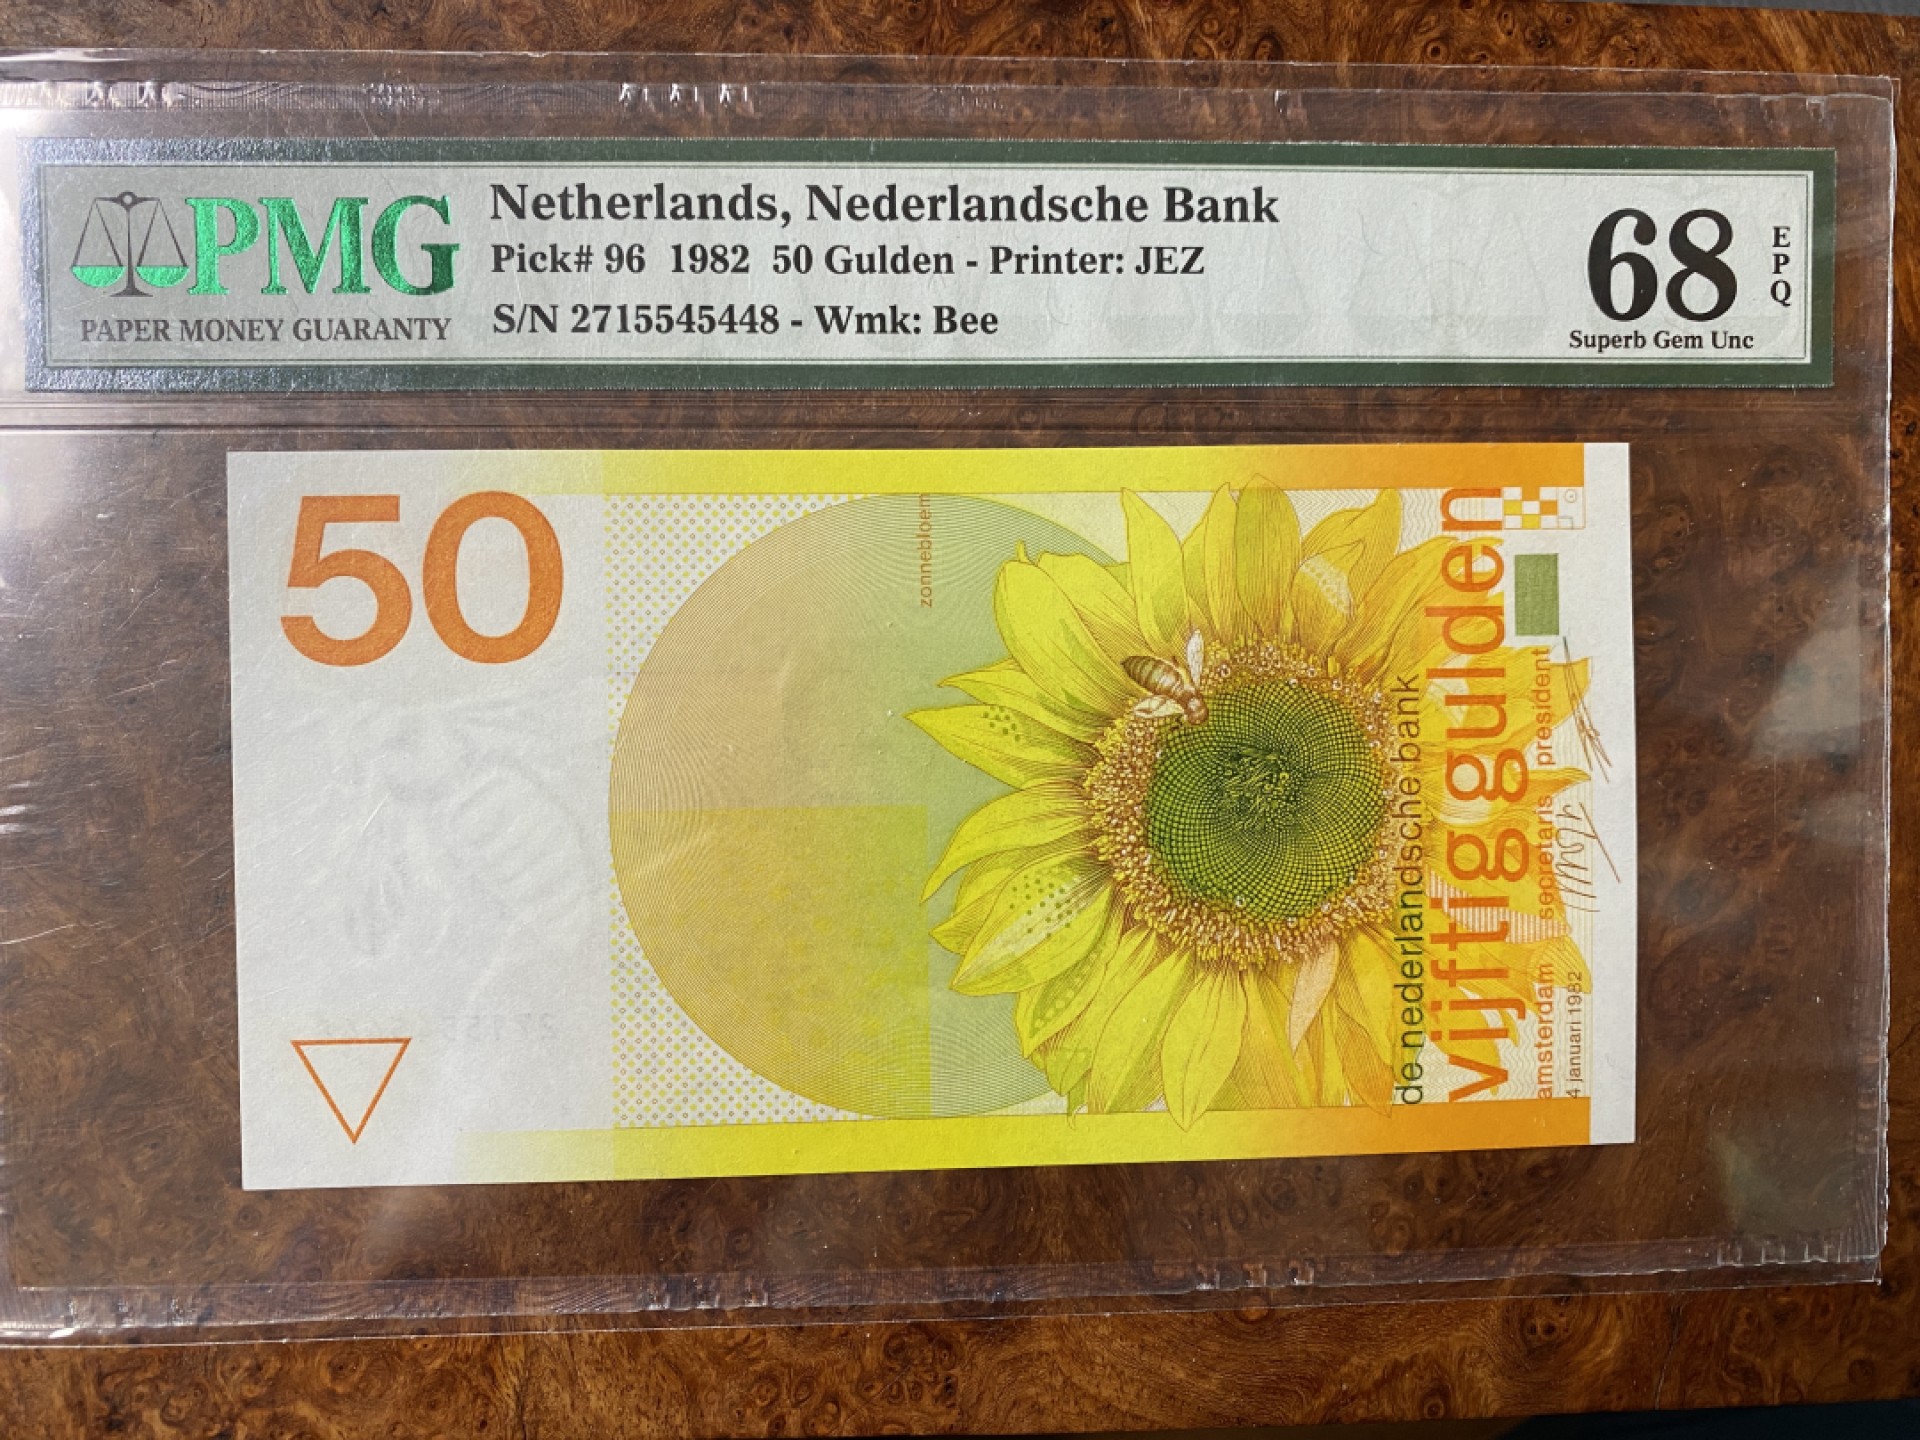 PMG
PAPER MONEY GUARANTY
Netherlands, Nederlandsche Bank
Pick# 96 1982 50 Gulden - Printer: JEZ
S/N 2715545448 - Wmk: Bee
68
EPQ
Superb Gem Unc
50
zonnebloem
de nederlandsche bank
vijftig gulden
amsterdam secretaris president
4 januari 1982